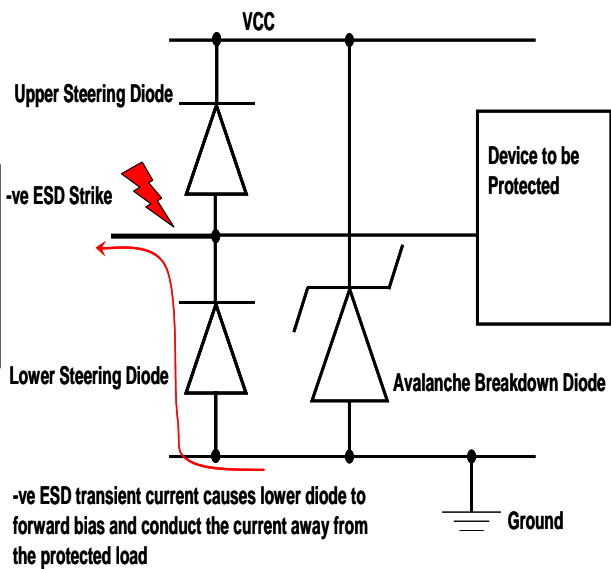 VCC
Upper Steering Diode
Device to be
Protected
-ve ESD Strike
Lower Steering Diode
Avalanche Breakdown Diode
-ve ESD transient current causes lower diode to
forward bias and conduct the current away from
the protected load
Ground